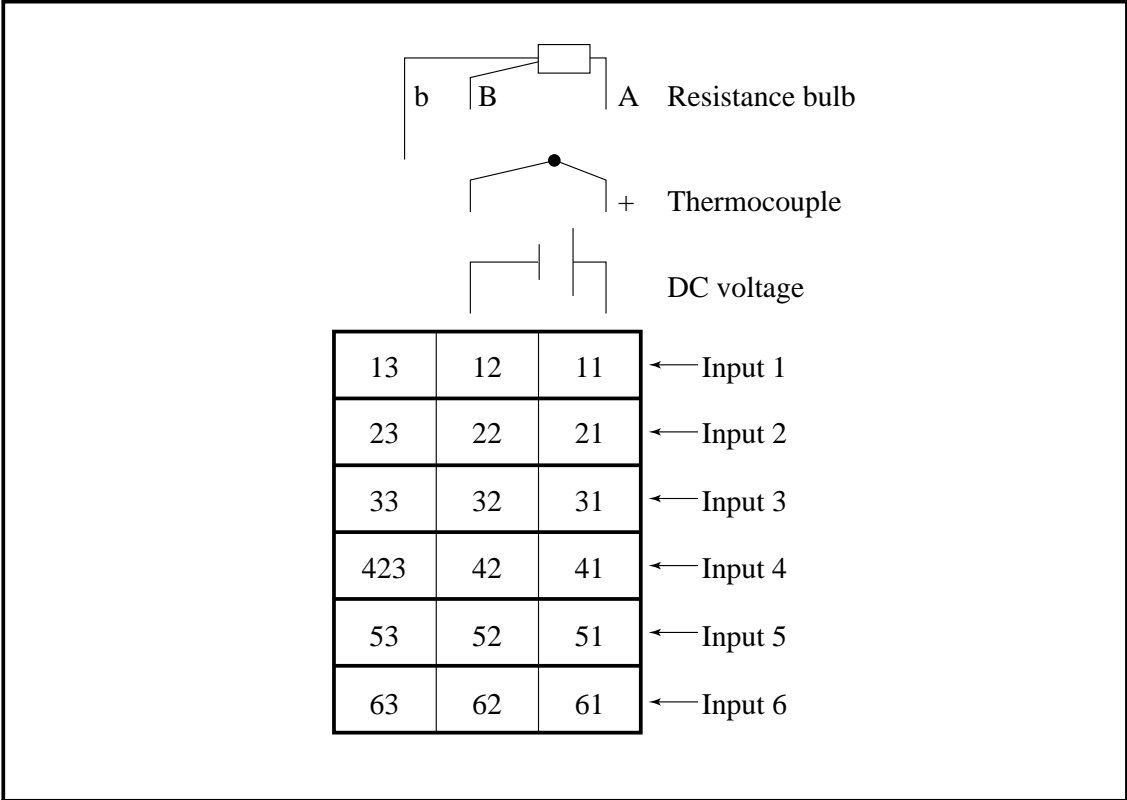 b B A Resistance bulb
+ Thermocouple
DC voltage
13 12 11 Input 1
23 22 21 Input 2
33 32 31 Input 3
423 42 41 Input 4
53 52 51 Input 5
63 62 61 Input 6